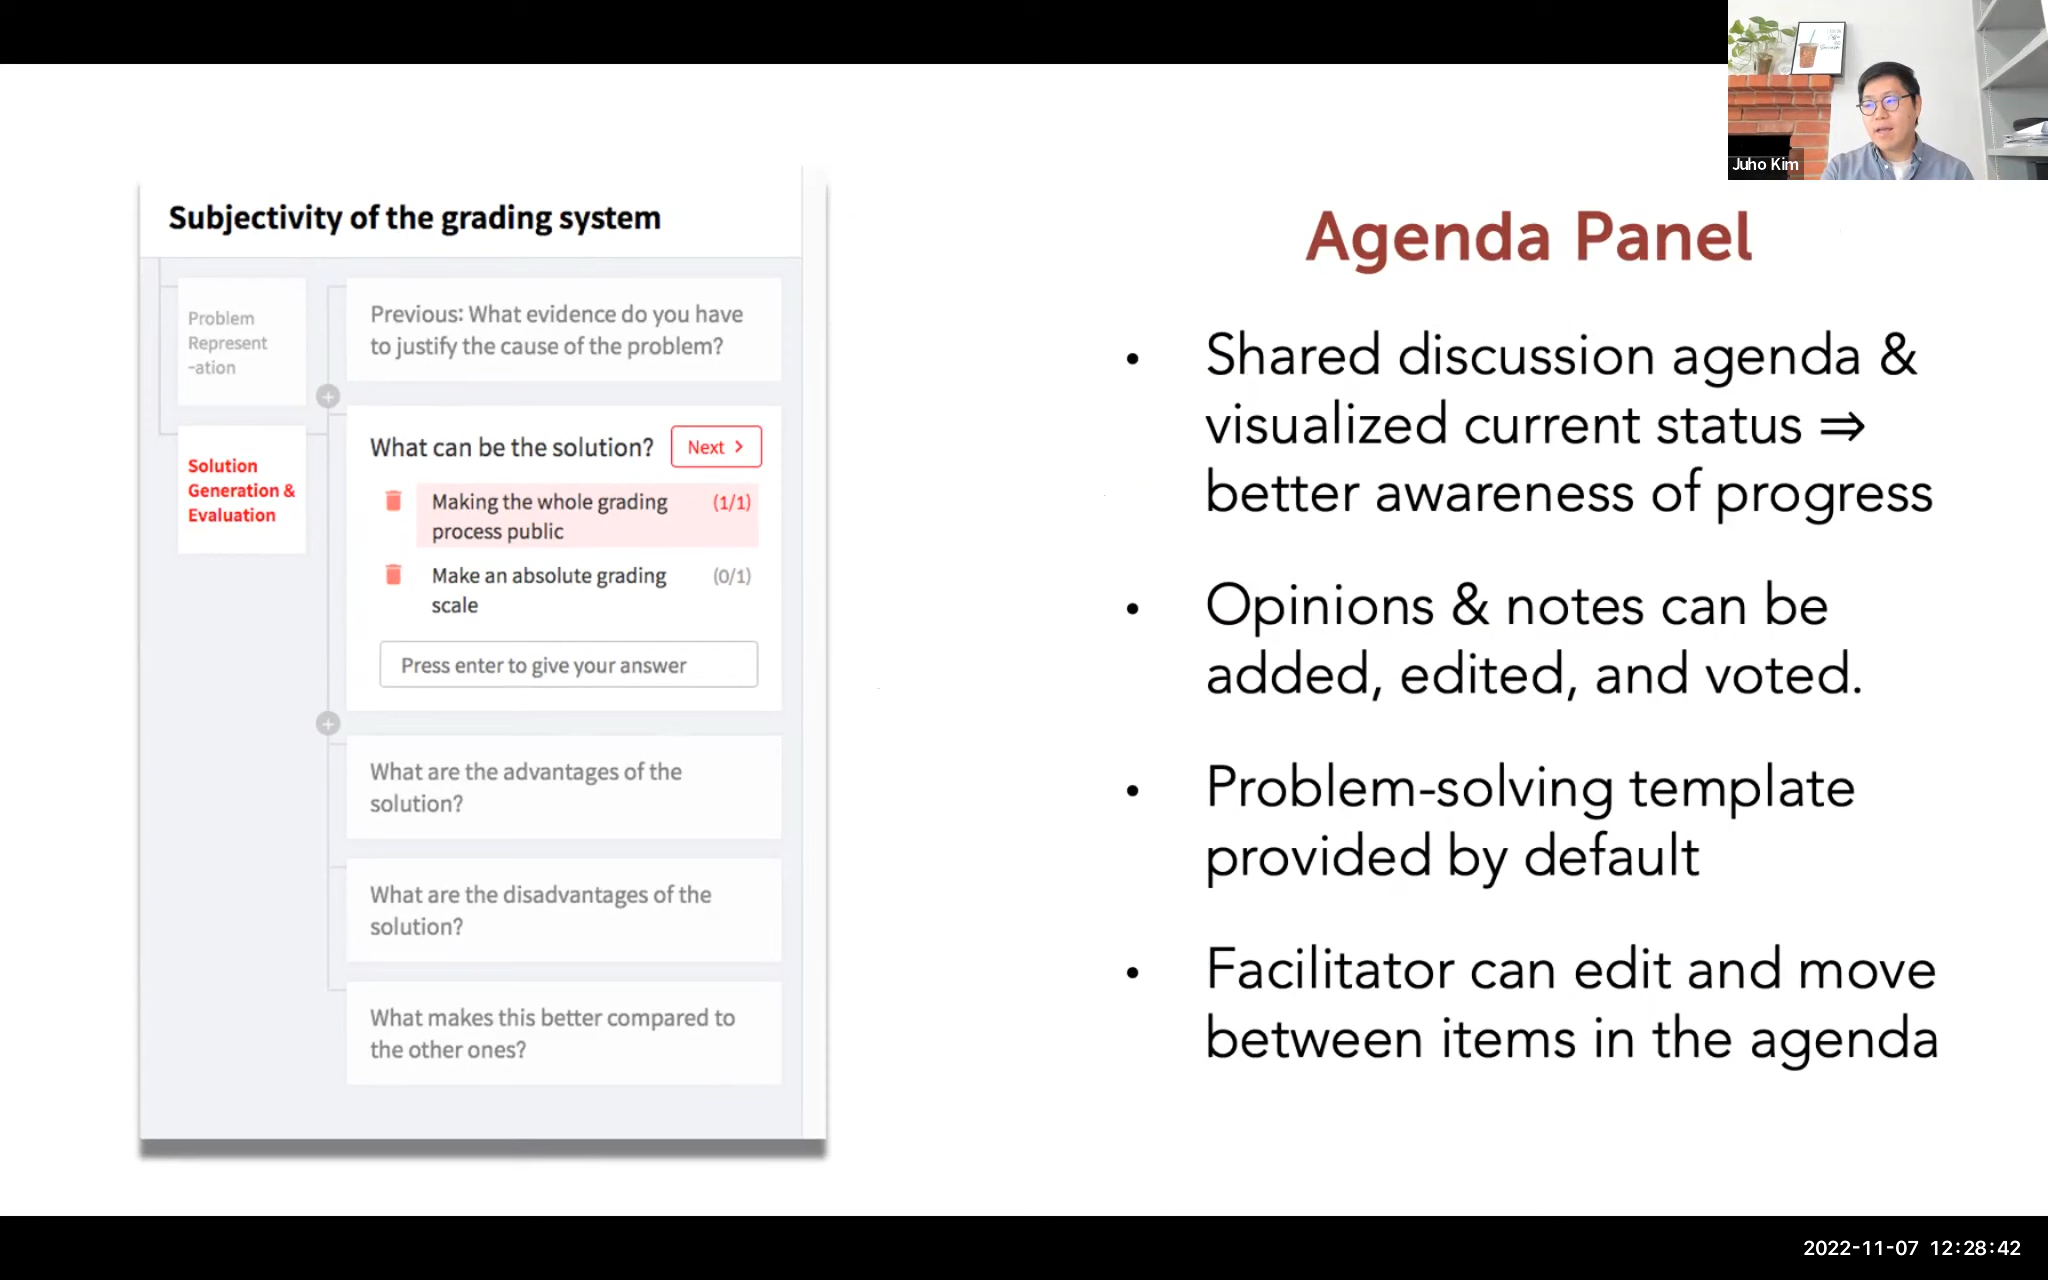 Juho Kim
Subjectivity of the grading system
Problem
Represent
-ation
Previous: What evidence do you have
to justify the cause of the problem?
Solution
Generation &
Evaluation
What can be the solution?
Next >
Making the whole grading
process public
(1/1)
Make an absolute grading
scale
(0/1)
Press enter to give your answer
What are the advantages of the
solution?
What are the disadvantages of the
solution?
What makes this better compared to
the other ones?
Agenda Panel
• Shared discussion agenda &
visualized current status ⇒
better awareness of progress
• Opinions & notes can be
added, edited, and voted.
• Problem-solving template
provided by default
• Facilitator can edit and move
between items in the agenda
2022-11-07 12:28:42